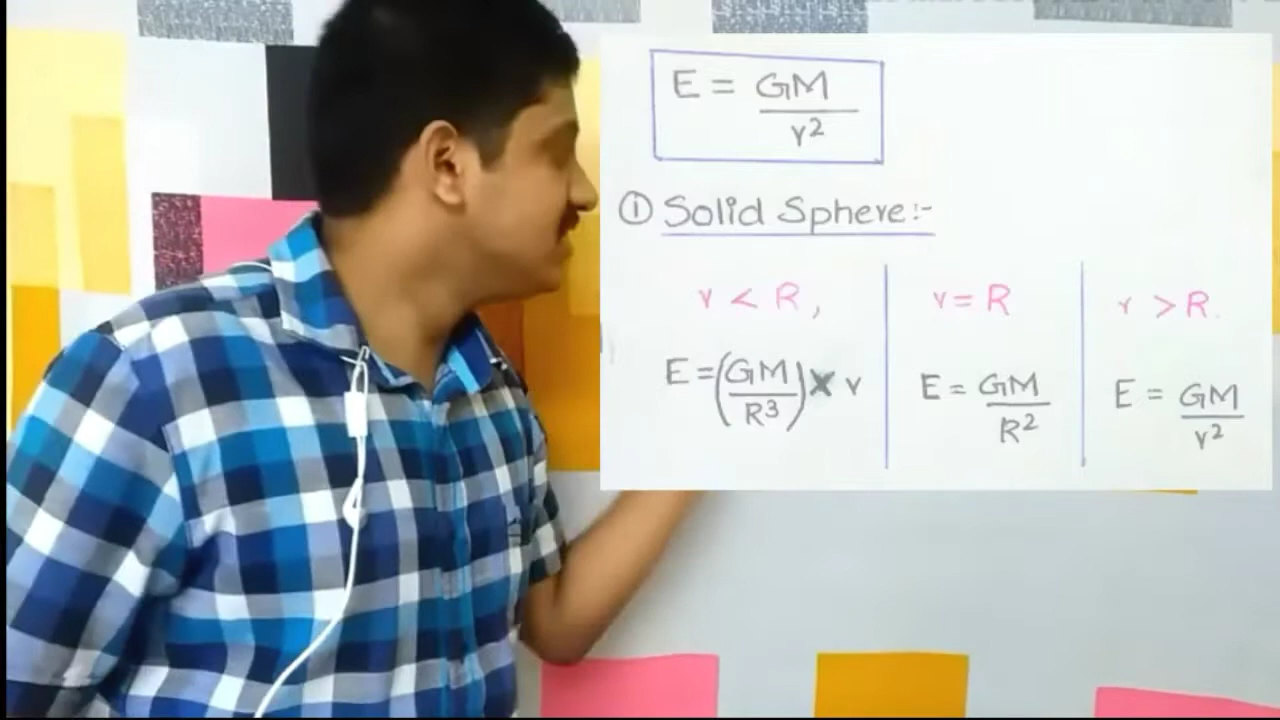 E = GM/r²
① Solid Sphere:-
r < R,
E = (GM/R³) × r
r = R
E = GM/R²
r > R.
E = GM/r²